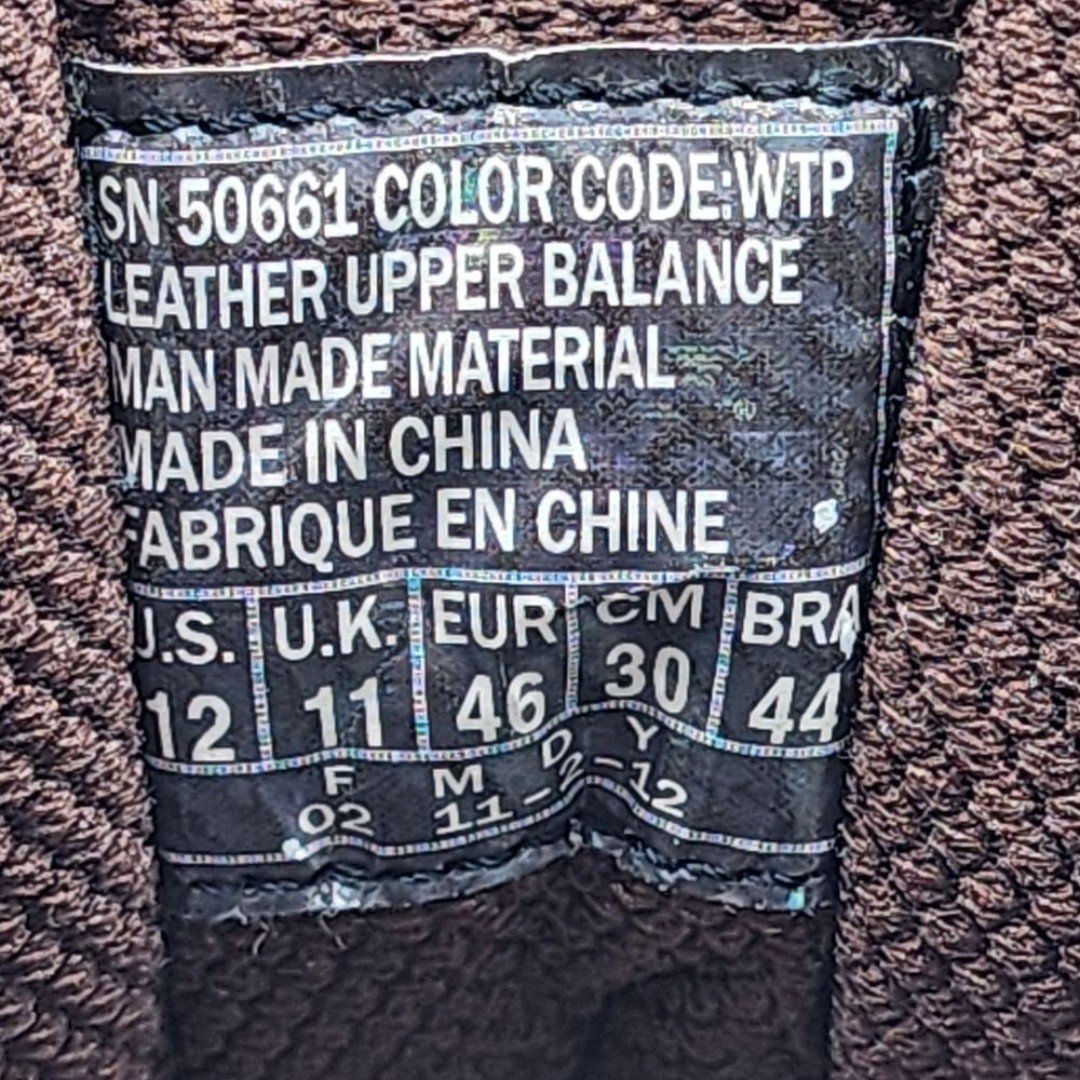 SN 50661 COLOR CODE:WTP
LEATHER UPPER BALANCE
MAN MADE MATERIAL
MADE IN CHINA
FABRIQUE EN CHINE
U.S. U.K. EUR CM BRA
12 11 46 30 44
F M D Y
02 11-2-12